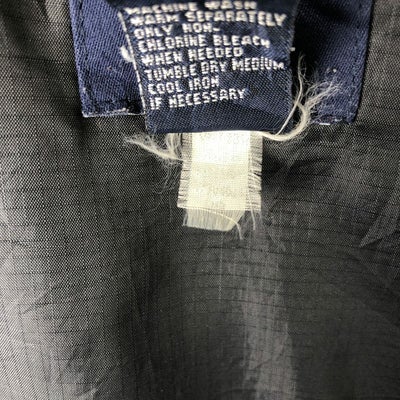 MACHINE WASH
WARM SEPARATELY
ONLY NON-
CHLORINE BLEACH
WHEN NEEDED
TUMBLE DRY MEDIUM
COOL IRON
IF NECESSARY